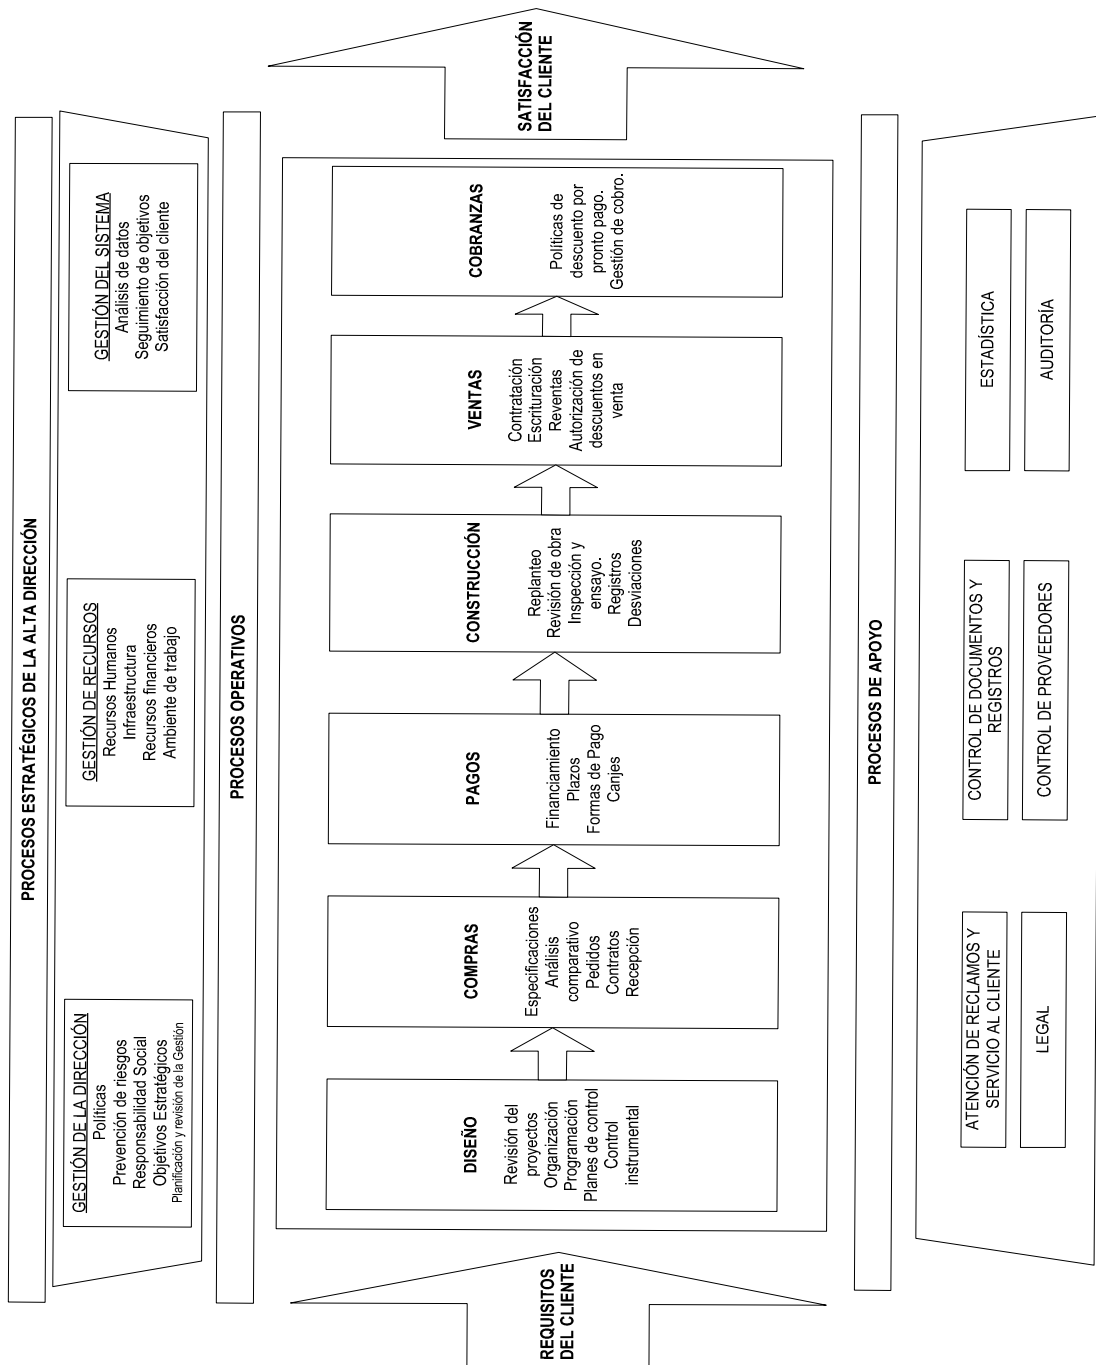 PROCESOS ESTRATÉGICOS DE LA ALTA DIRECCIÓN
GESTIÓN DE LA DIRECCIÓN
Políticas
Prevención de riesgos
Responsabilidad Social
Objetivos Estratégicos
Planificación y revisión de la Gestión
GESTIÓN DE RECURSOS
Recursos Humanos
Infraestructura
Recursos financieros
Ambiente de trabajo
GESTIÓN DEL SISTEMA
Análisis de datos
Seguimiento de objetivos
Satisfacción del cliente
PROCESOS OPERATIVOS
REQUISITOS
DEL CLIENTE
DISEÑO
Revisión del
proyectos
Organización
Programación
Planes de control
Control
instrumental
COMPRAS
Especificaciones
Análisis
comparativo
Pedidos
Contratos
Recepción
PAGOS
Financiamiento
Plazos
Formas de Pago
Canjes
CONSTRUCCIÓN
Replanteo
Revisión de obra
Inspección y
ensayo.
Registros
Desviaciones
VENTAS
Contratación
Escrituración
Reventas
Autorización de
descuentos en
venta
COBRANZAS
Políticas de
descuento por
pronto pago.
Gestión de cobro.
SATISFACCIÓN
DEL CLIENTE
PROCESOS DE APOYO
ATENCIÓN DE RECLAMOS Y
SERVICIO AL CLIENTE
LEGAL
CONTROL DE DOCUMENTOS Y
REGISTROS
CONTROL DE PROVEEDORES
ESTADÍSTICA
AUDITORÍA